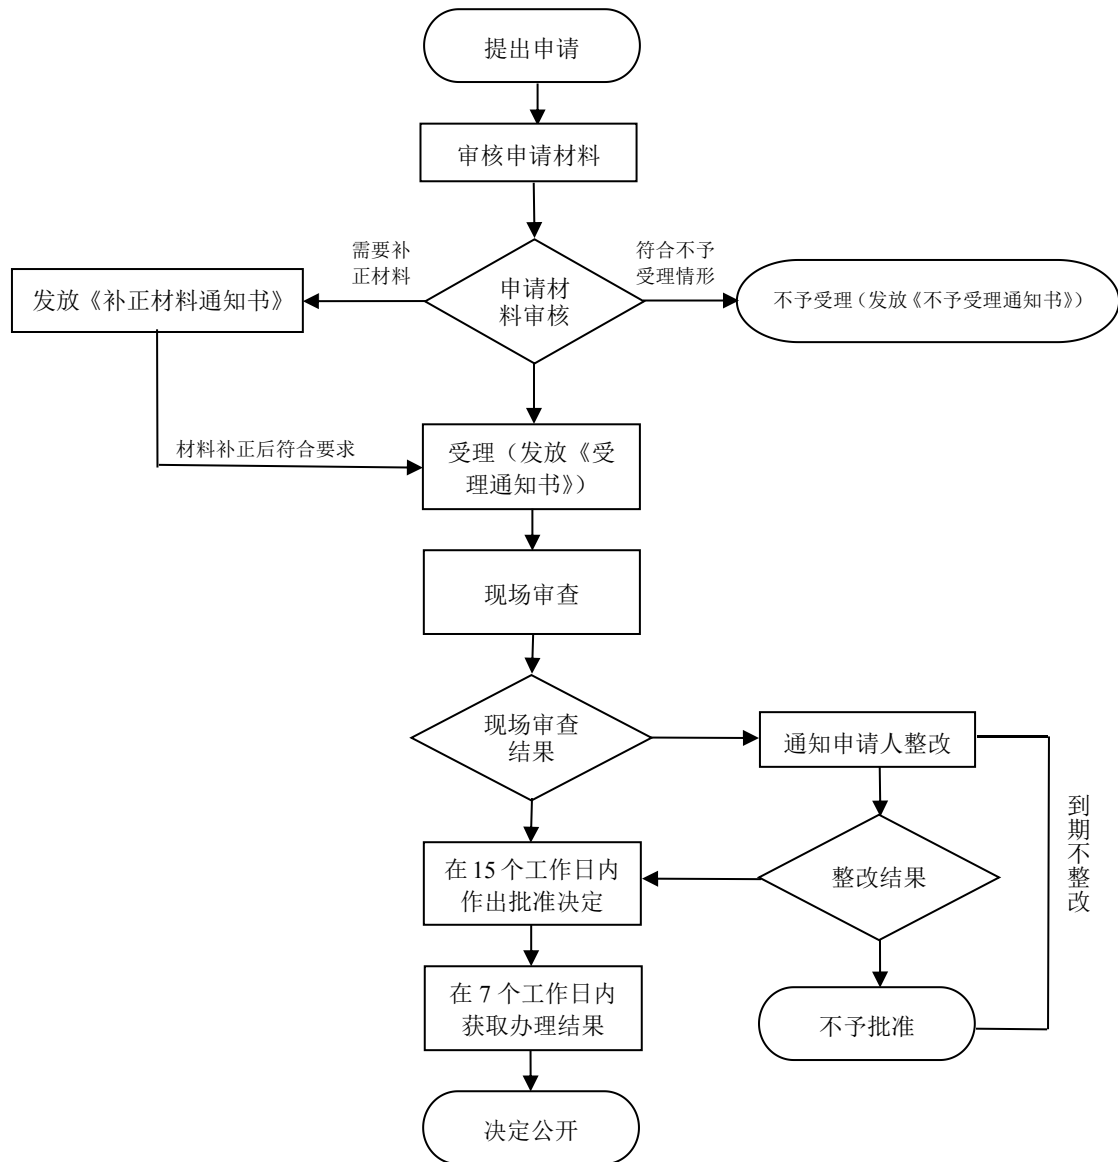 提出申请
审核申请材料
需要补
正材料
符合不予
受理情形
申请材
料审核
发放《补正材料通知书》
不予受理（发放《不予受理通知书》）
材料补正后符合要求
受理（发放《受
理通知书》）
现场审查
现场审查
结果
通知申请人整改
到期不整改
在 15 个工作日内
作出批准决定
整改结果
在 7 个工作日内
获取办理结果
不予批准
决定公开